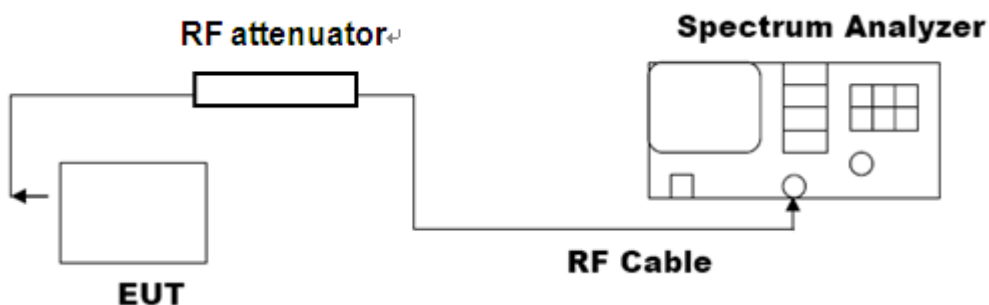 RF attenuator↵
Spectrum Analyzer
RF Cable
EUT